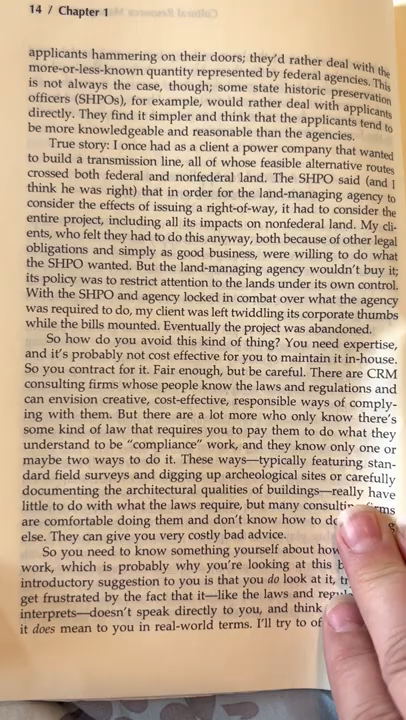 14 / Chapter 1
applicants hammering on their doors; they'd rather deal with the
more-or-less-known quantity represented by federal agencies. This
is not always the case, though; some state historic preservation
officers (SHPOs), for example, would rather deal with applicants
directly. They find it simpler and think that the applicants tend to
be more knowledgeable and reasonable than the agencies.
True story: I once had as a client a power company that wanted
to build a transmission line, all of whose feasible alternative routes
crossed both federal and nonfederal land. The SHPO said (and I
think he was right) that in order for the land-managing agency to
consider the effects of issuing a right-of-way, it had to consider the
entire project, including all its impacts on nonfederal land. My cli-
ents, who felt they had to do this anyway, both because of other legal
obligations and simply as good business, were willing to do what
the SHPO wanted. But the land-managing agency wouldn't buy it;
its policy was to restrict attention to the lands under its own control.
With the SHPO and agency locked in combat over what the agency
was required to do, my client was left twiddling its corporate thumbs
while the bills mounted. Eventually the project was abandoned.
So how do you avoid this kind of thing? You need expertise,
and it's probably not cost effective for you to maintain it in-house.
So you contract for it. Fair enough, but be careful. There are CRM
consulting firms whose people know the laws and regulations and
can envision creative, cost-effective, responsible ways of comply-
ing with them. But there are a lot more who only know there's
some kind of law that requires you to pay them to do what they
understand to be "compliance" work, and they know only one or
maybe two ways to do it. These ways—typically featuring stan-
dard field surveys and digging up archeological sites or carefully
documenting the architectural qualities of buildings—really have
little to do with what the laws require, but many consulting firms
are comfortable doing them and don't know how to do
else. They can give you very costly bad advice.
So you need to know something yourself about how
work, which is probably why you're looking at this
introductory suggestion to you is that you do look at it,
get frustrated by the fact that it—like the laws and
interprets—doesn't speak directly to you, and think
it does mean to you in real-world terms. I'll try to